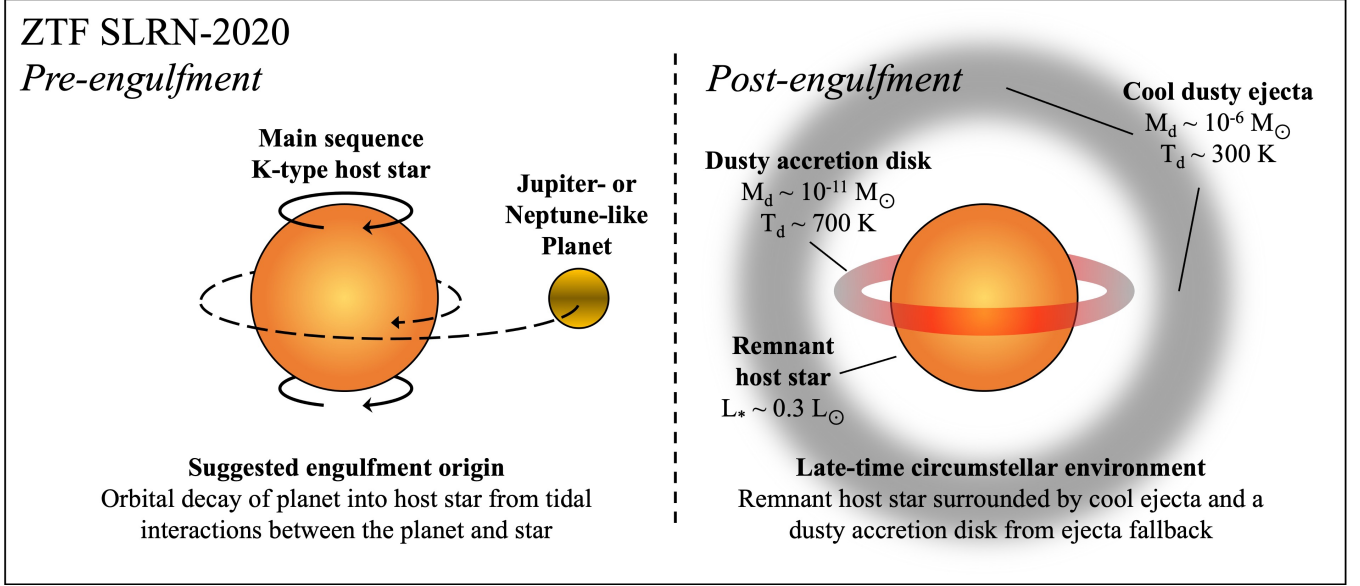 ZTF SLRN-2020
Pre-engulfment
Main sequence
K-type host star
Jupiter- or
Neptune-like
Planet
Suggested engulfment origin
Orbital decay of planet into host star from tidal
interactions between the planet and star
Post-engulfment
Cool dusty ejecta
M_d ~ 10^-6 M_☉
T_d ~ 300 K
Dusty accretion disk
M_d ~ 10^-11 M_☉
T_d ~ 700 K
Remnant
host star
L_* ~ 0.3 L_☉
Late-time circumstellar environment
Remnant host star surrounded by cool ejecta and a
dusty accretion disk from ejecta fallback